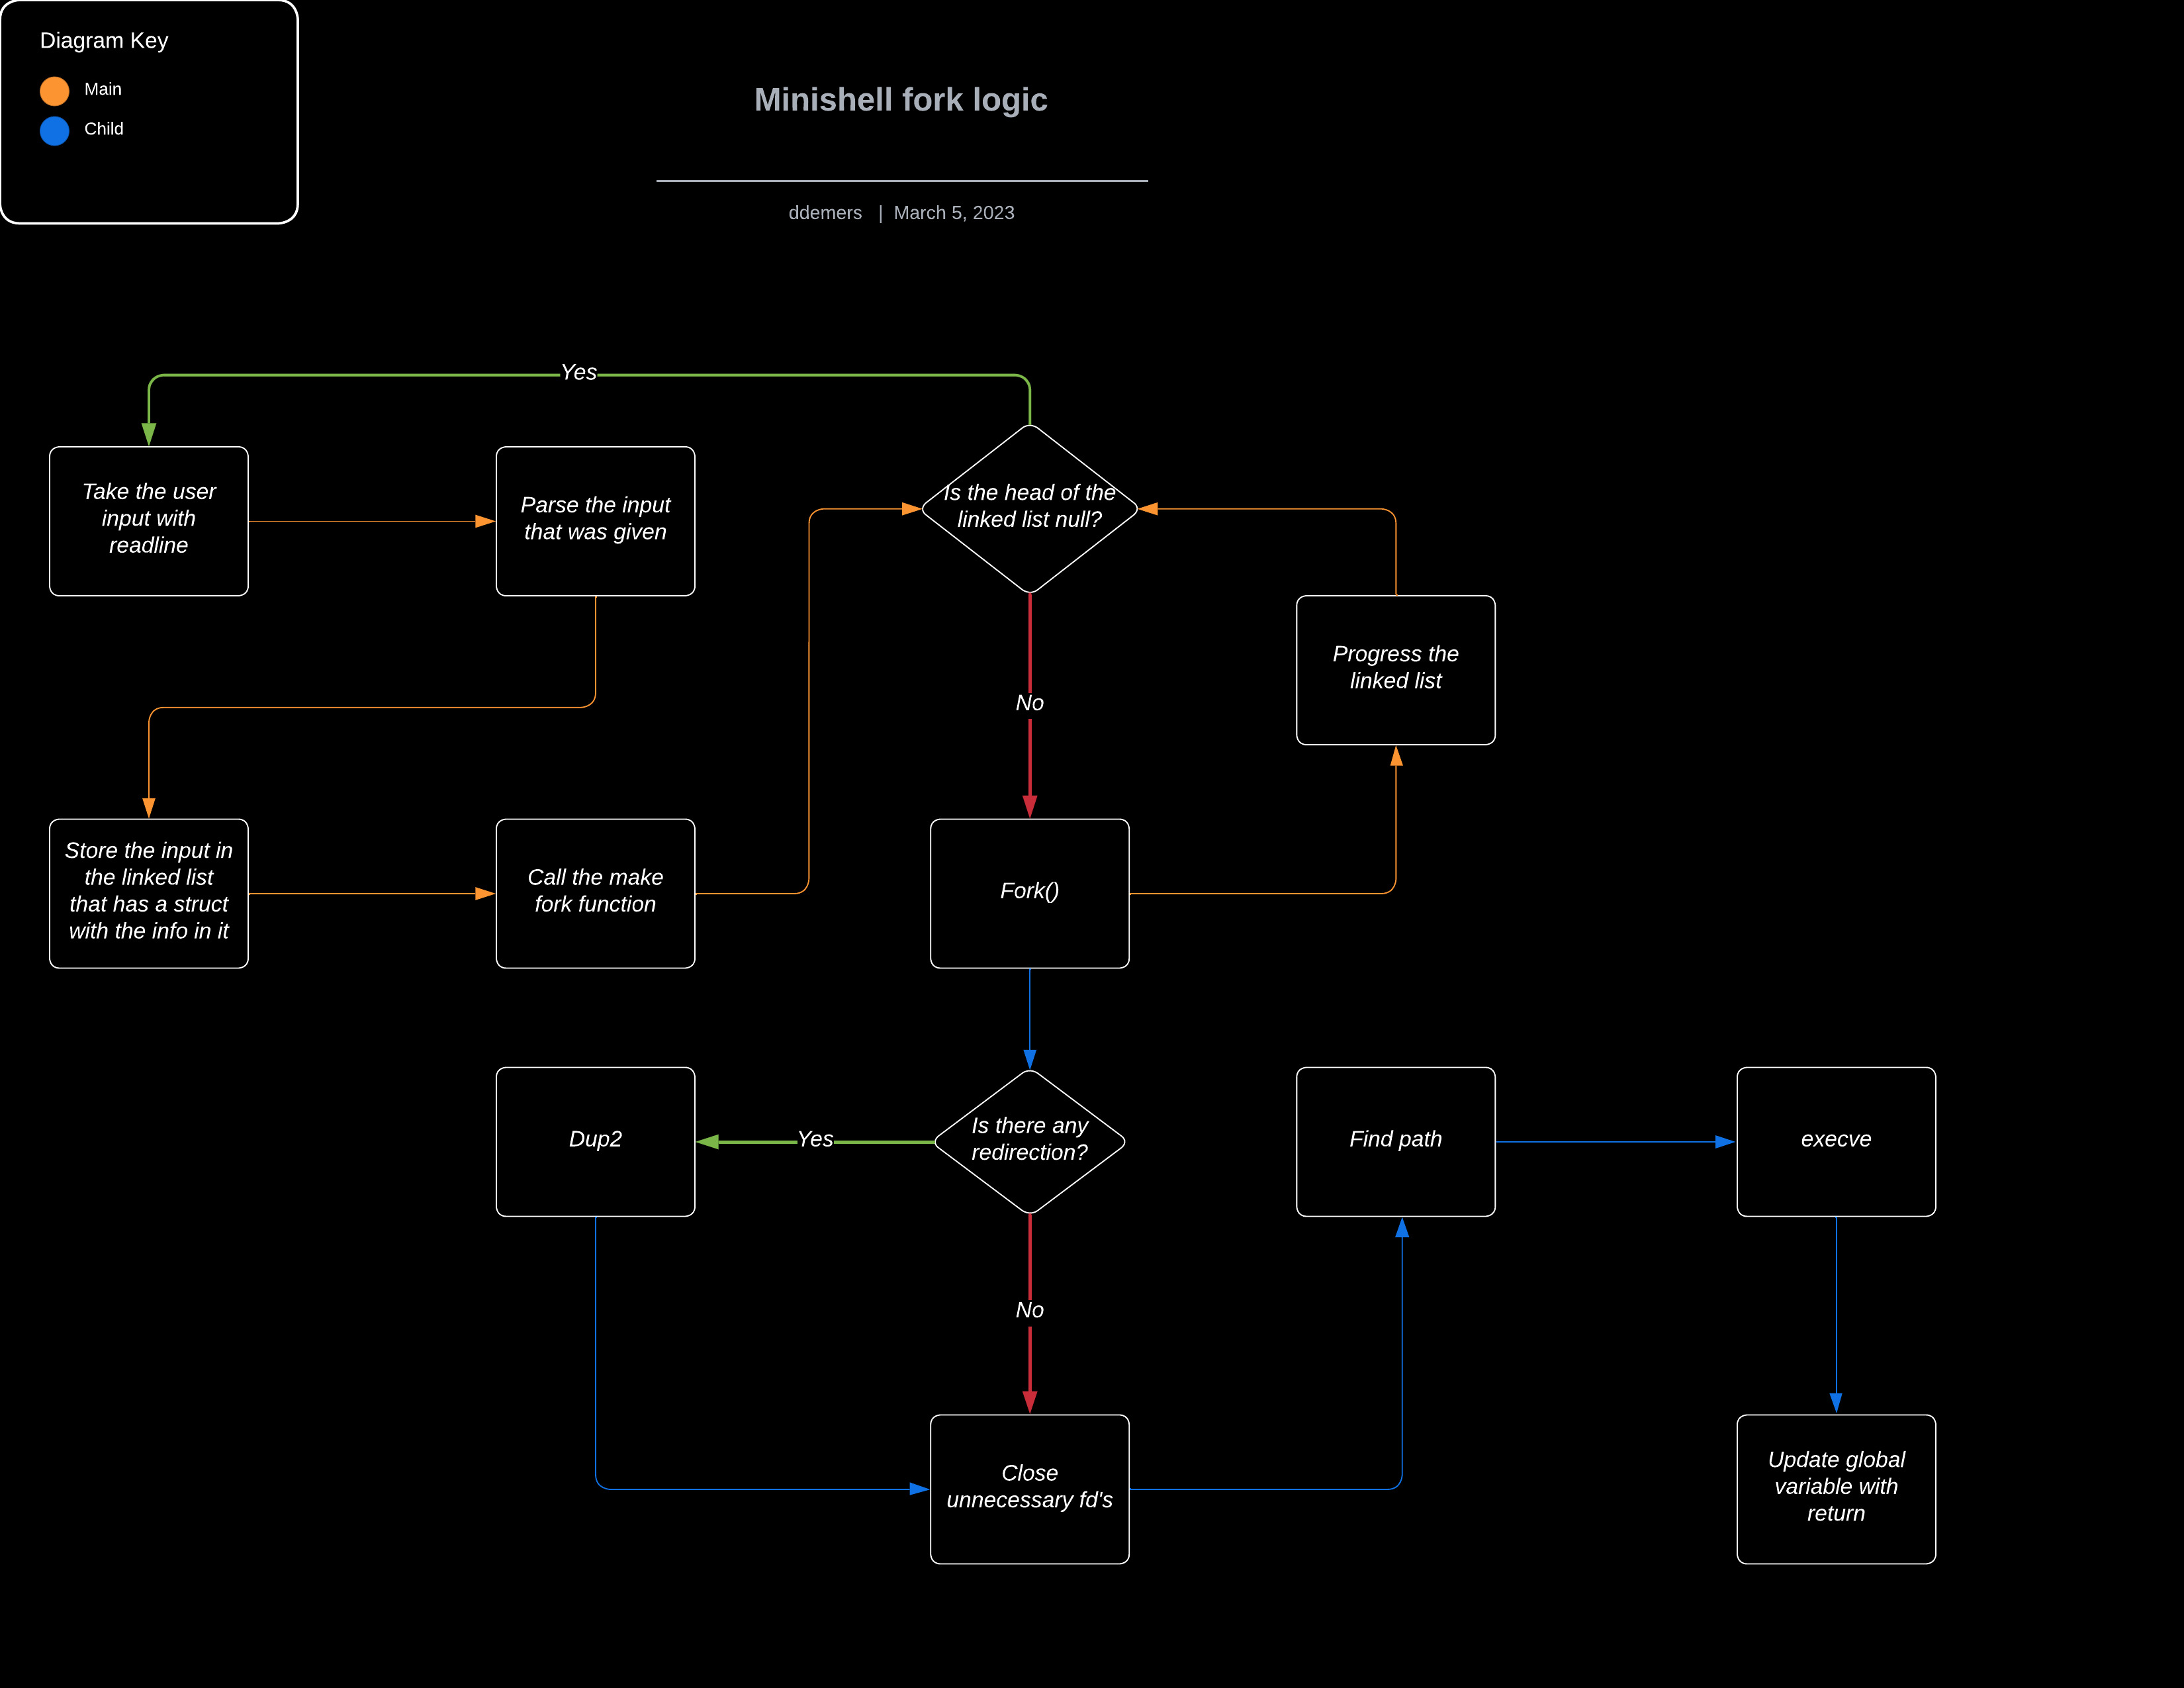 Diagram Key
Main
Child
Minishell fork logic
ddemers | March 5, 2023
Yes
Take the user
input with
readline
Parse the input
that was given
Is the head of the
linked list null?
Progress the
linked list
No
Store the input in
the linked list
that has a struct
with the info in it
Call the make
fork function
Fork()
Dup2
Yes
Is there any
redirection?
Find path
execve
No
Close
unnecessary fd's
Update global
variable with
return